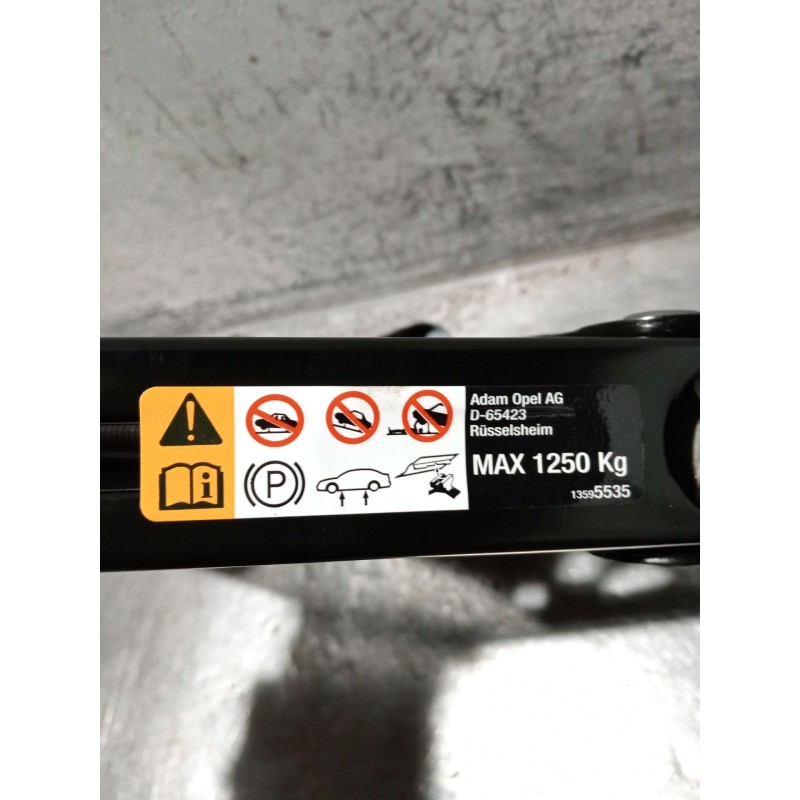 Adam Opel AG
D-65423
Rüsselsheim
MAX 1250 Kg
13595535
P
i